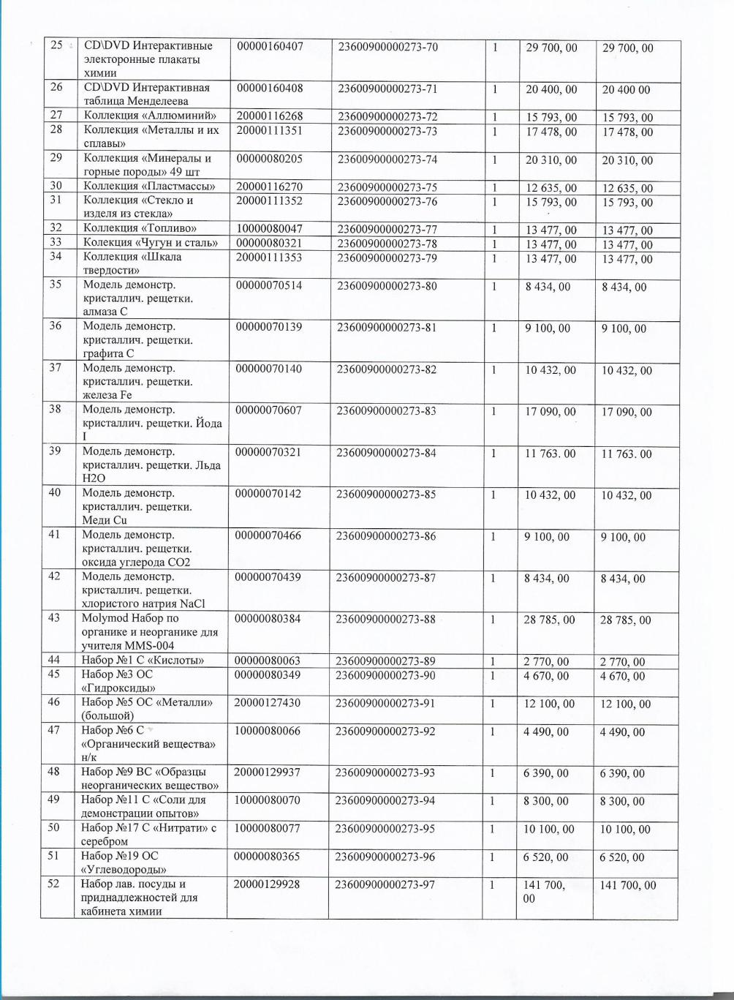 25 CD\DVD Интерактивные 00000160407 23600900000273-70 1 29 700, 00 29 700, 00
электоронные плакаты
химии
26 CD\DVD Интерактивная 00000160408 23600900000273-71 1 20 400, 00 20 400 00
таблица Менделеева
27 Коллекция «Аллюминий» 20000116268 23600900000273-72 1 15 793, 00 15 793, 00
28 Коллекция «Металлы и их 20000111351 23600900000273-73 1 17 478, 00 17 478, 00
сплавы»
29 Коллекция «Минералы и 00000080205 23600900000273-74 1 20 310, 00 20 310, 00
горные породы» 49 шт
30 Коллекция «Пластмассы» 20000116270 23600900000273-75 1 12 635, 00 12 635, 00
31 Коллекция «Стекло и 20000111352 23600900000273-76 1 15 793, 00 15 793, 00
изделя из стекла»
32 Коллекция «Топливо» 10000080047 23600900000273-77 1 13 477, 00 13 477, 00
33 Колекция «Чугун и сталь» 00000080321 23600900000273-78 1 13 477, 00 13 477, 00
34 Коллекция «Шкала 20000111353 23600900000273-79 1 13 477, 00 13 477, 00
твердости»
35 Модель демонстр. 00000070514 23600900000273-80 1 8 434, 00 8 434, 00
кристаллич. рещетки.
алмаза С
36 Модель демонстр. 00000070139 23600900000273-81 1 9 100, 00 9 100, 00
кристаллич. рещетки.
графита С
37 Модель демонстр. 00000070140 23600900000273-82 1 10 432, 00 10 432, 00
кристаллич. рещетки.
железа Fe
38 Модель демонстр. 00000070607 23600900000273-83 1 17 090, 00 17 090, 00
кристаллич. рещетки. Йода
I
39 Модель демонстр. 00000070321 23600900000273-84 1 11 763. 00 11 763. 00
кристаллич. рещетки. Льда
H2O
40 Модель демонстр. 00000070142 23600900000273-85 1 10 432, 00 10 432, 00
кристаллич. рещетки.
Меди Cu
41 Модель демонстр. 00000070466 23600900000273-86 1 9 100, 00 9 100, 00
кристаллич. рещетки.
оксида углерода CO2
42 Модель демонстр. 00000070439 23600900000273-87 1 8 434, 00 8 434, 00
кристаллич. рещетки.
хлористого натрия NaCl
43 Molymod Набор по 00000080384 23600900000273-88 1 28 785, 00 28 785, 00
органике и неорганике для
учителя MMS-004
44 Набор №1 С «Кислоты» 00000080063 23600900000273-89 1 2 770, 00 2 770, 00
45 Набор №3 ОС 00000080349 23600900000273-90 1 4 670, 00 4 670, 00
«Гидроксиды»
46 Набор №5 ОС «Металли» 20000127430 23600900000273-91 1 12 100, 00 12 100, 00
(большой)
47 Набор №6 С 10000080066 23600900000273-92 1 4 490, 00 4 490, 00
«Органический вещества»
н/к
48 Набор №9 ВС «Образцы 20000129937 23600900000273-93 1 6 390, 00 6 390, 00
неорганических вещество»
49 Набор №11 С «Соли для 10000080070 23600900000273-94 1 8 300, 00 8 300, 00
демонстрации опытов»
50 Набор №17 С «Нитрати» с 10000080077 23600900000273-95 1 10 100, 00 10 100, 00
серебром
51 Набор №19 ОС 00000080365 23600900000273-96 1 6 520, 00 6 520, 00
«Углеводороды»
52 Набор лав. посуды и 20000129928 23600900000273-97 1 141 700, 141 700, 00
приднадлежностей для 00
кабинета химии